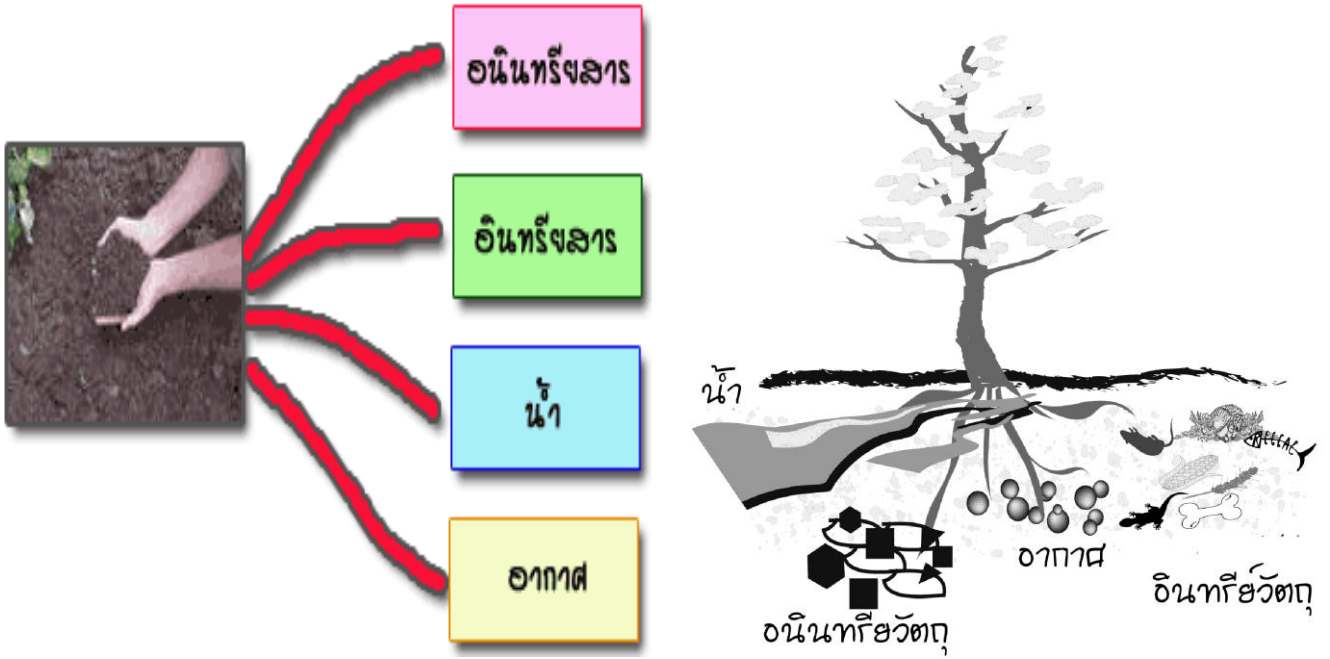 อนินทรียสาร
อินทรียสาร
น้ำ
อากาศ
น้ำ
อากาศ
อินทรีย์วัตถุ
อนินทรียวัตถุ